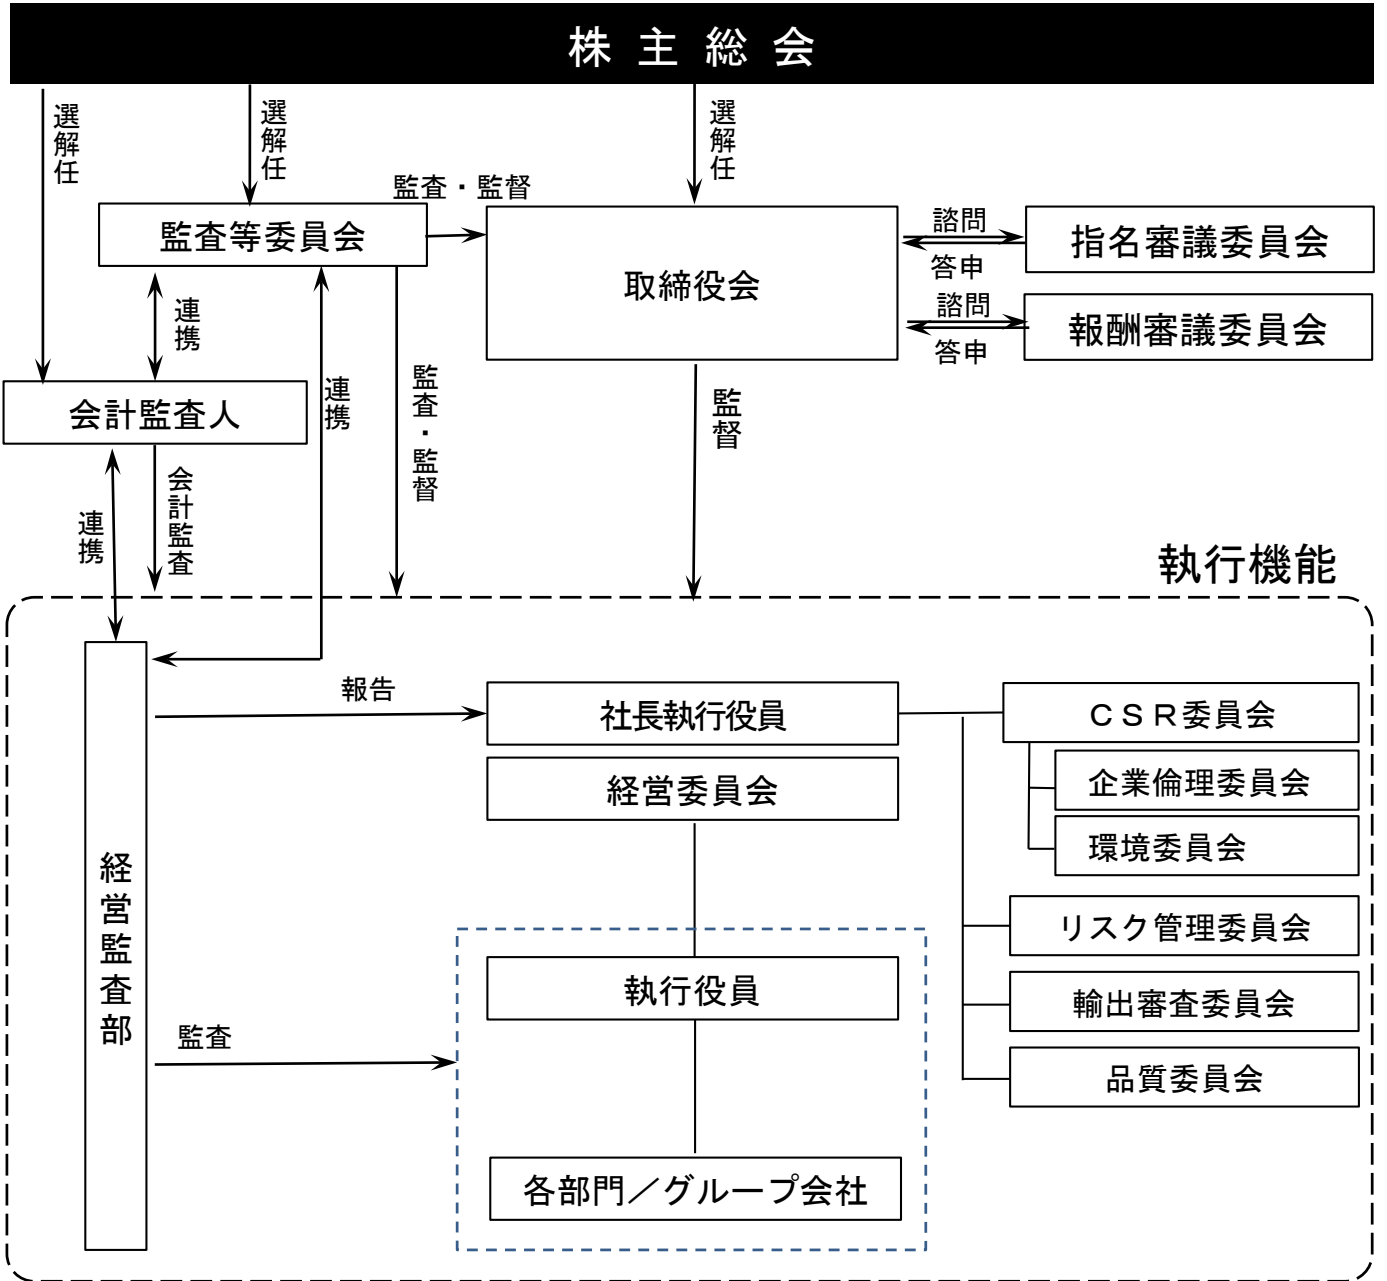 株主総会
選解任
選解任
選解任
監査・監督
監査等委員会
取締役会
諮問
答申
指名審議委員会
諮問
答申
報酬審議委員会
連携
連携
監査・監督
監督
会計監査人
連携
会計監査
執行機能
経営監査部
報告
社長執行役員
経営委員会
CSR委員会
企業倫理委員会
環境委員会
リスク管理委員会
輸出審査委員会
品質委員会
執行役員
監査
各部門／グループ会社